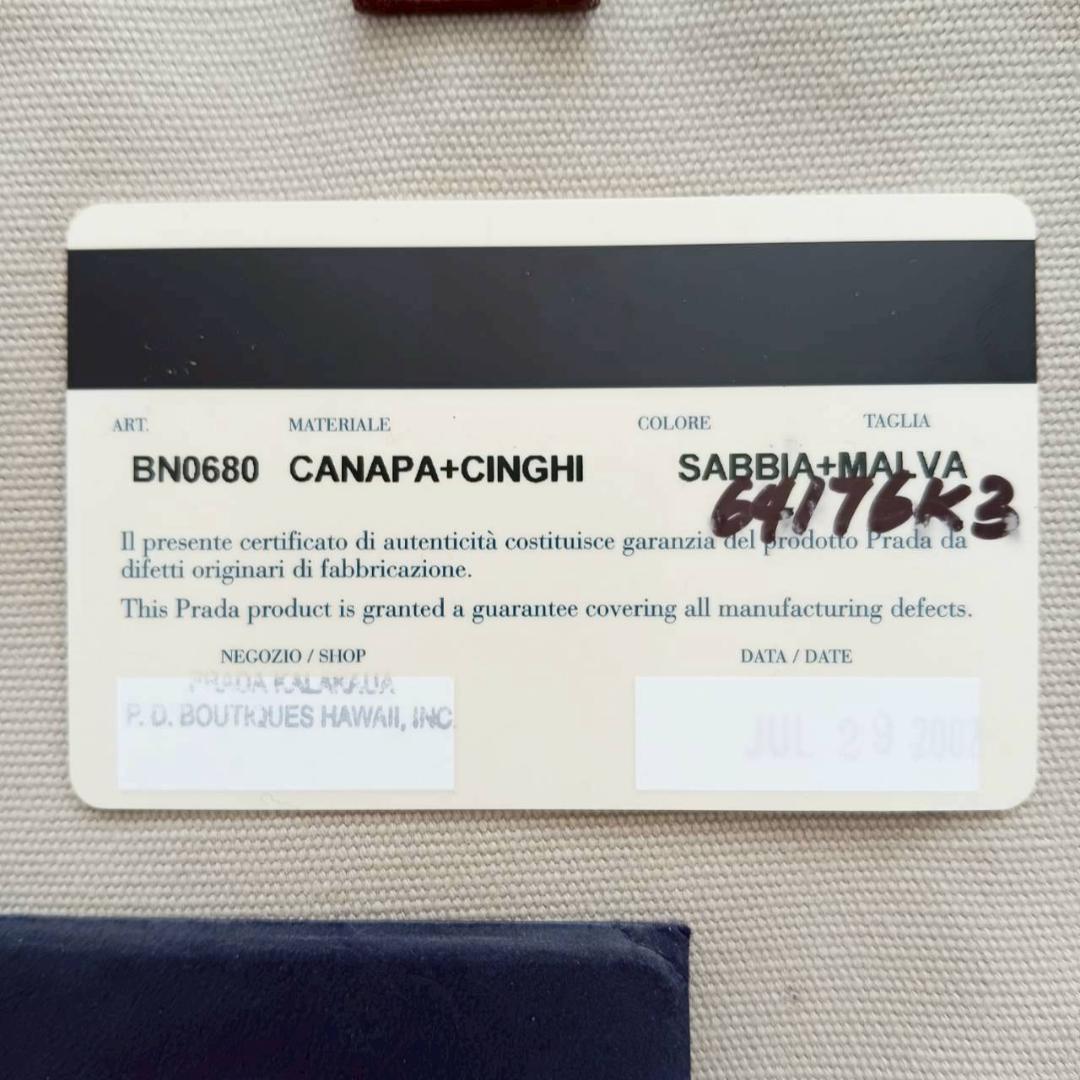 ART. MATERIALE COLORE TAGLIA
BN0680 CANAPA+CINGHI SABBIA+MALVA
64176K3
Il presente certificato di autenticità costituisce garanzia del prodotto Prada da
difetti originari di fabbricazione.
This Prada product is granted a guarantee covering all manufacturing defects.
NEGOZIO / SHOP DATA / DATE
PRADA KALAKAUA
P. D. BOUTIQUES HAWAII, INC.
JUL 29 2002